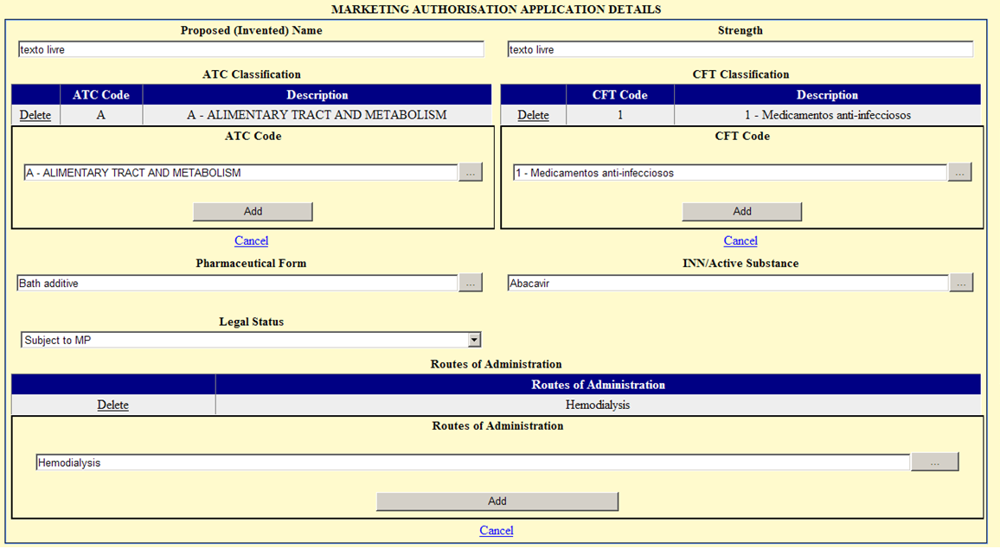 MARKETING AUTHORISATION APPLICATION DETAILS
Proposed (Invented) Name Strength
texto livre texto livre
ATC Classification CFT Classification
ATC Code Description CFT Code Description
Delete A A - ALIMENTARY TRACT AND METABOLISM Delete 1 1 - Medicamentos anti-infecciosos
ATC Code CFT Code
A - ALIMENTARY TRACT AND METABOLISM ... 1 - Medicamentos anti-infecciosos ...
Add Add
Cancel Cancel
Pharmaceutical Form INN/Active Substance
Bath additive ... Abacavir ...
Legal Status
Subject to MP
Routes of Administration
Routes of Administration
Delete Hemodialysis
Routes of Administration
Hemodialysis ...
Add
Cancel